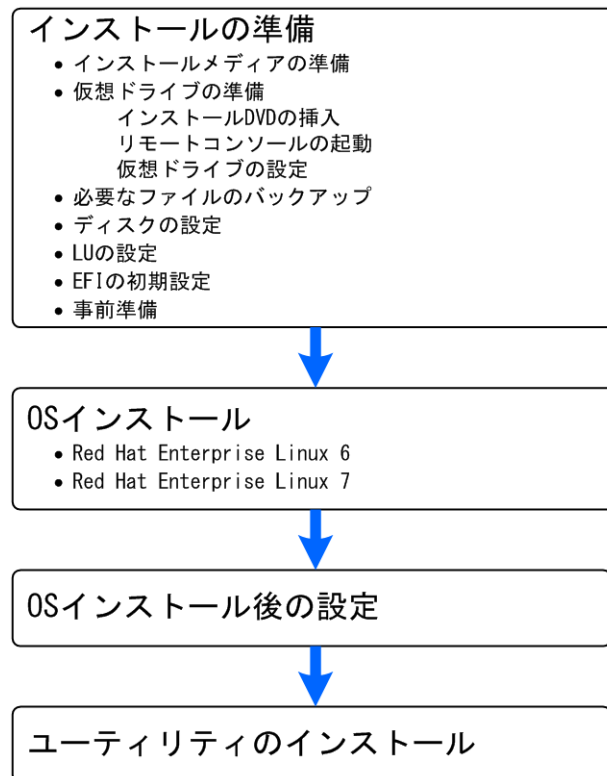 インストールの準備
• インストールメディアの準備
• 仮想ドライブの準備
インストールDVDの挿入
リモートコンソールの起動
仮想ドライブの設定
• 必要なファイルのバックアップ
• ディスクの設定
• LUの設定
• EFIの初期設定
• 事前準備
OSインストール
• Red Hat Enterprise Linux 6
• Red Hat Enterprise Linux 7
OSインストール後の設定
ユーティリティのインストール